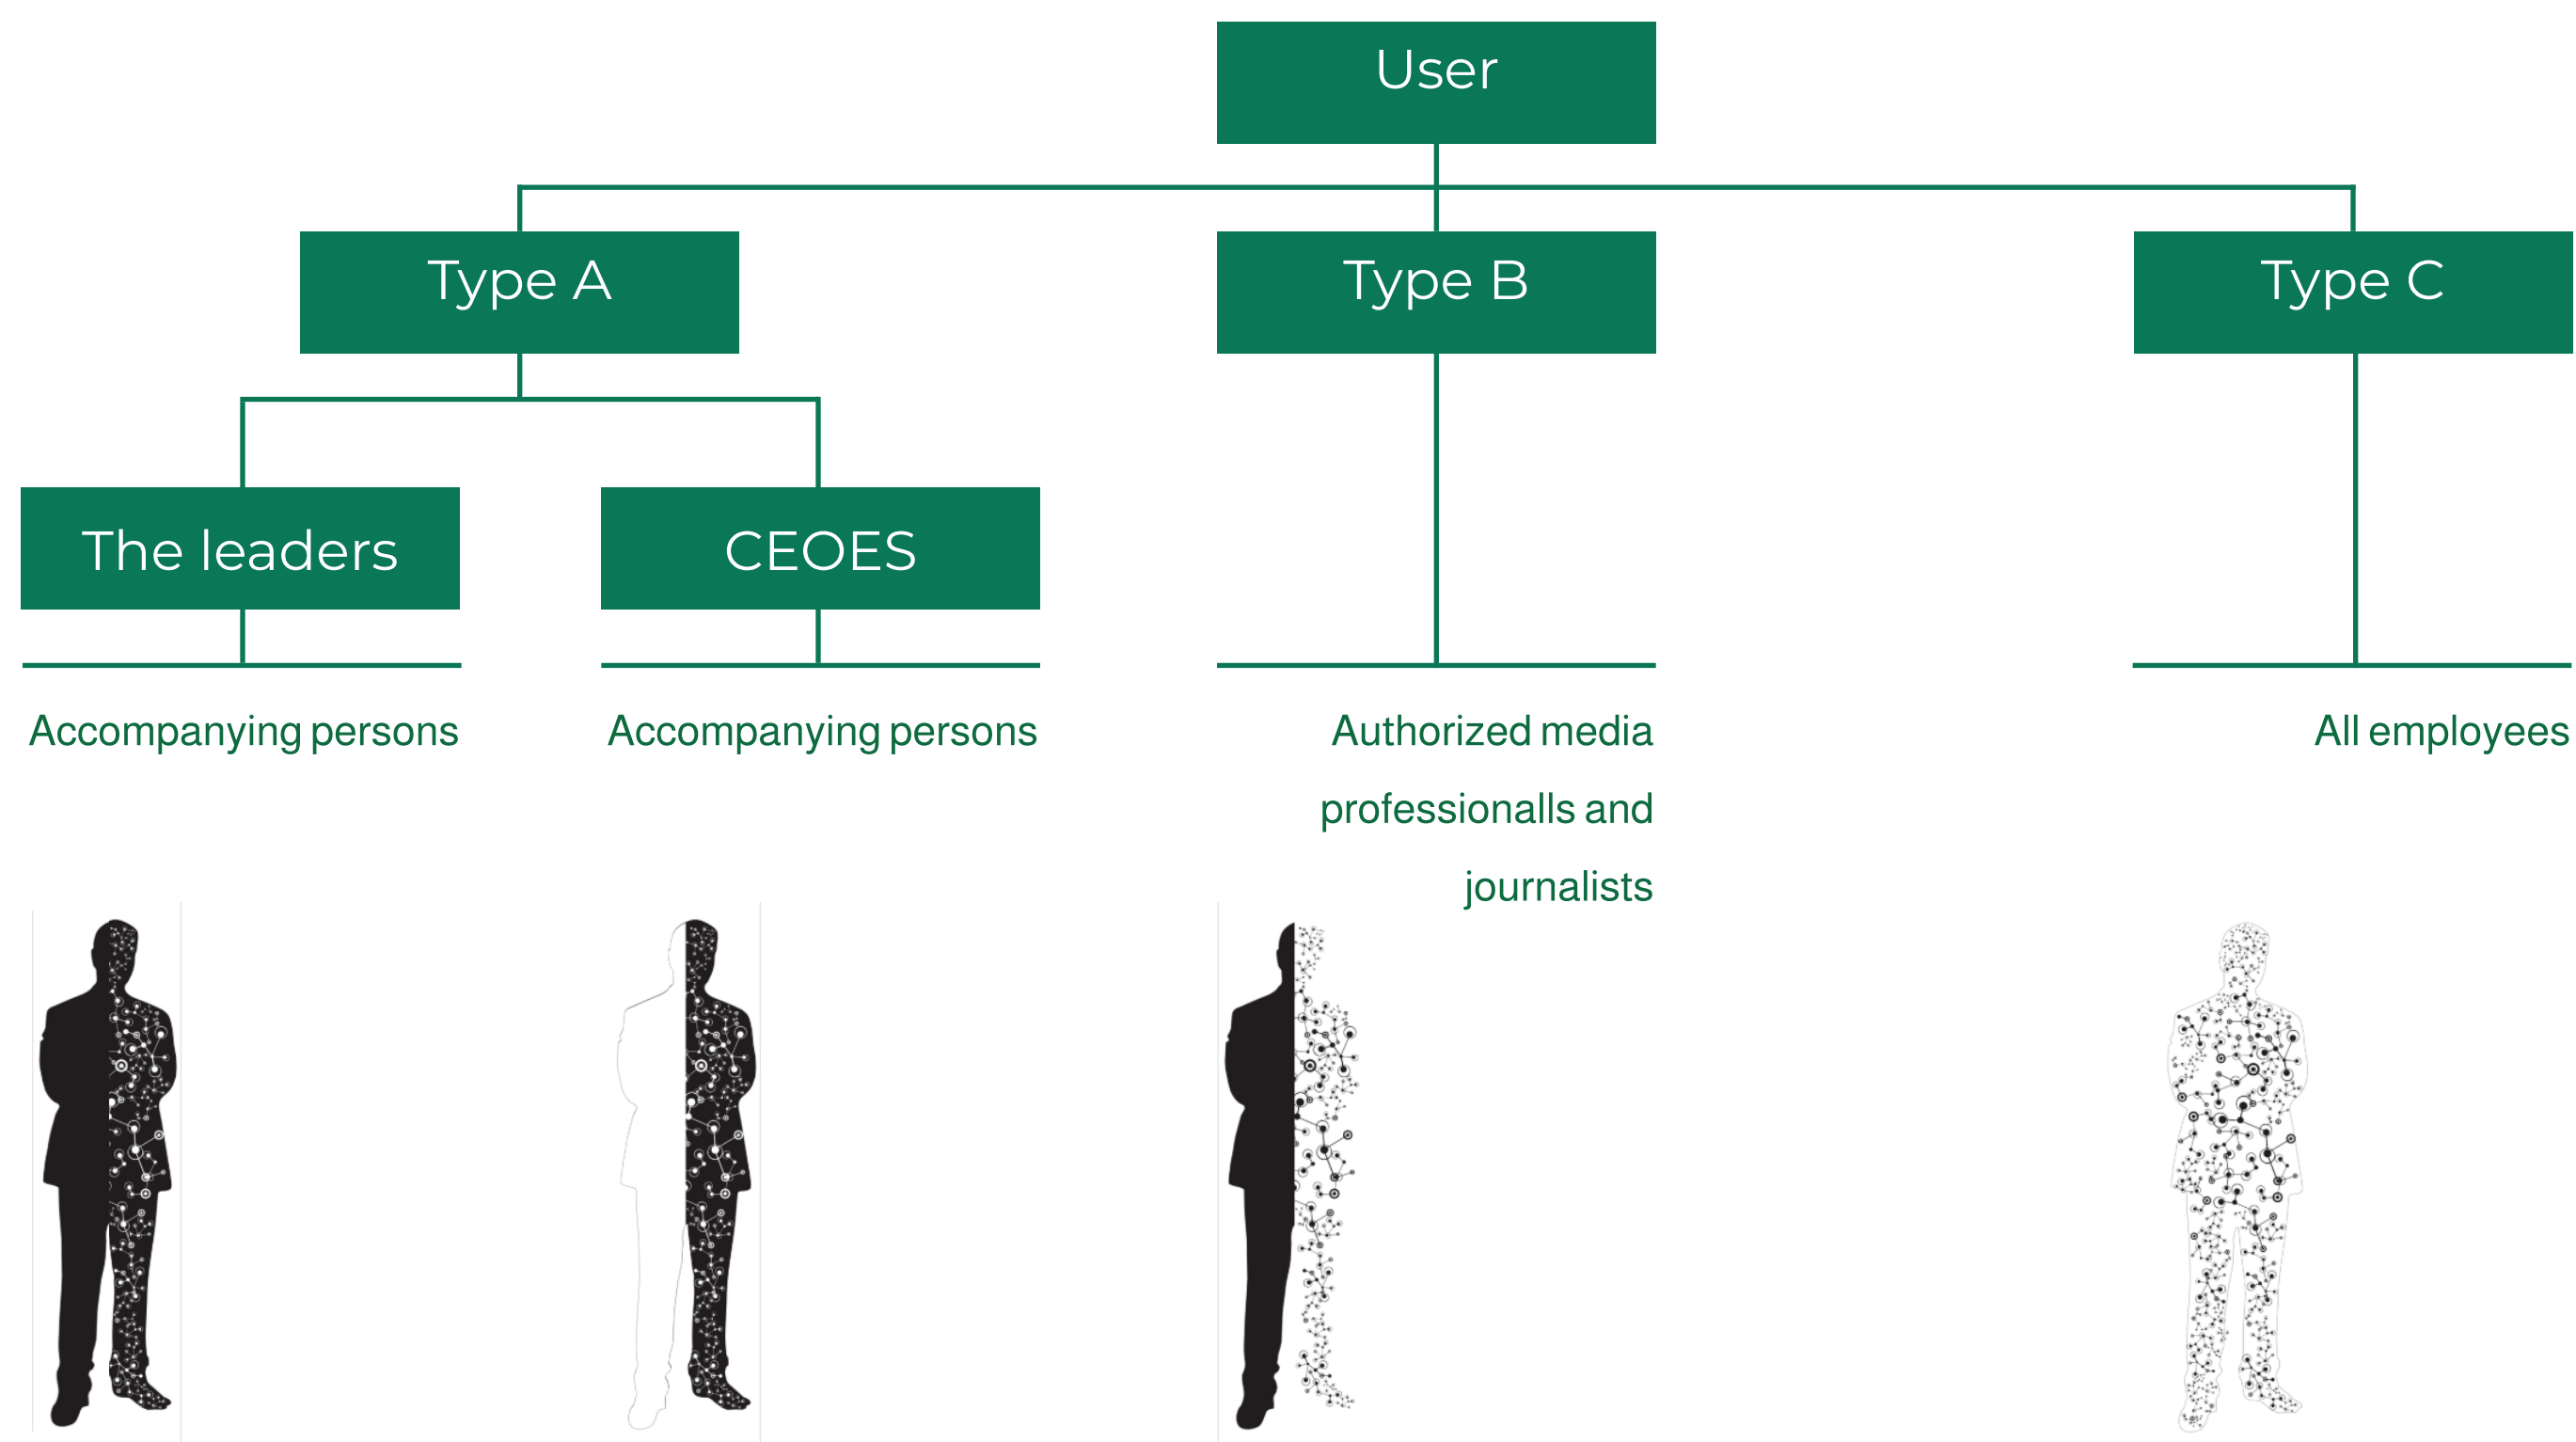 User
Type A
Type B
Type C
The leaders
CEOES
Accompanying persons
Accompanying persons
Authorized media
professionalls and
journalists
All employees